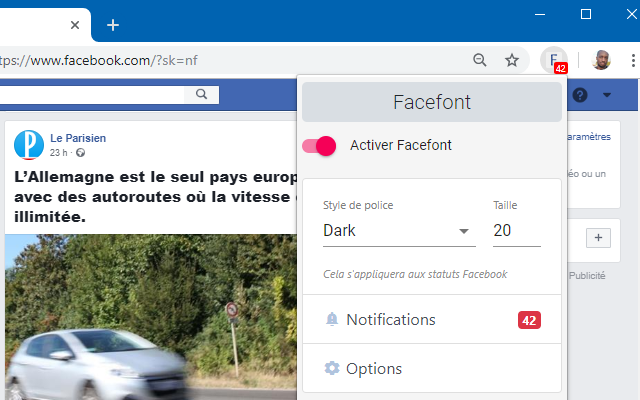 ttps://www.facebook.com/?sk=nf
F
42
Facefont
Activer Facefont
Le Parisien
23 h ·
L'Allemagne est le seul pays europ
avec des autoroutes où la vitesse
illimitée.
Style de police
Taille
Dark
20
Cela s'appliquera aux statuts Facebook
Notifications
42
Options
aramètres
éo ou un
+
Publicité